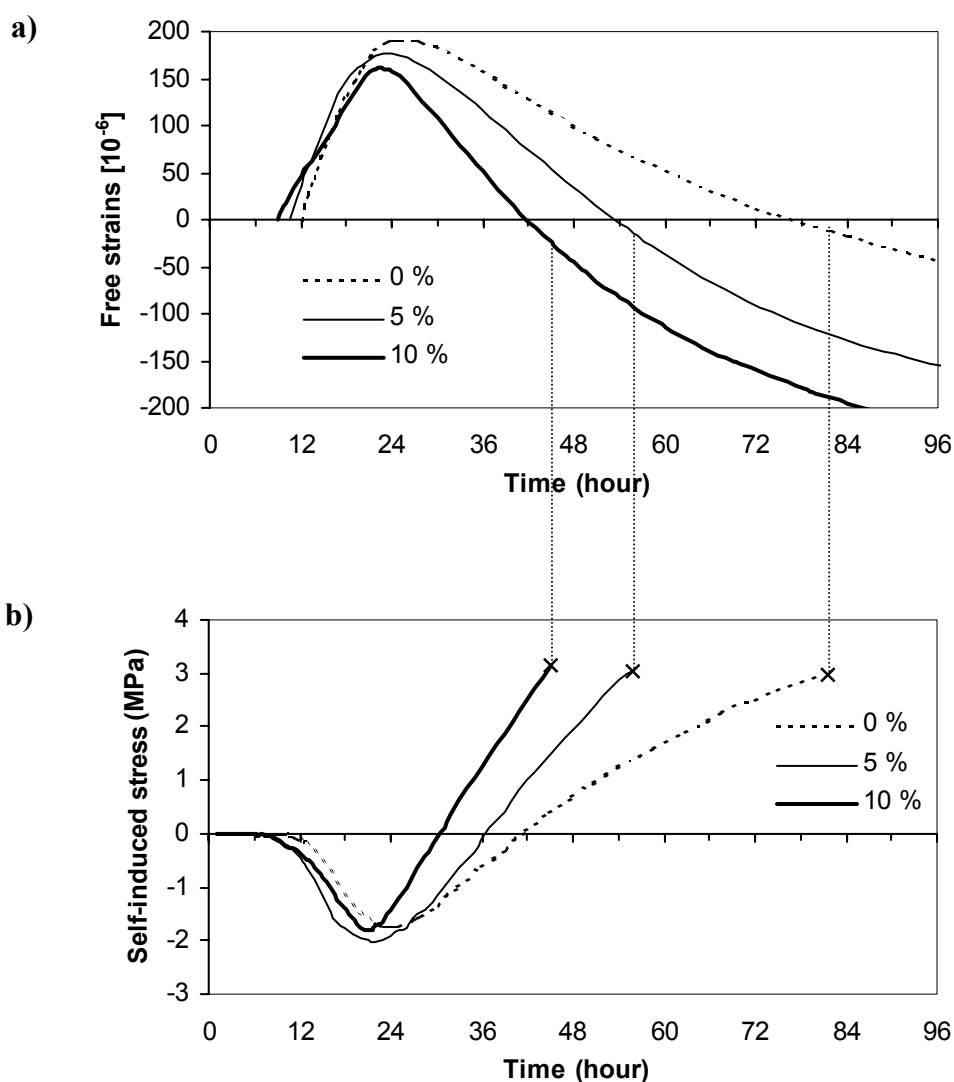 a)
Free strains [10⁻⁶]
200
150
100
50
0
-50
-100
-150
-200
0 %
5 %
10 %
0 12 24 36 48 60 72 84 96
Time (hour)
b)
Self-induced stress (MPa)
4
3
2
1
0
-1
-2
-3
0 %
5 %
10 %
0 12 24 36 48 60 72 84 96
Time (hour)